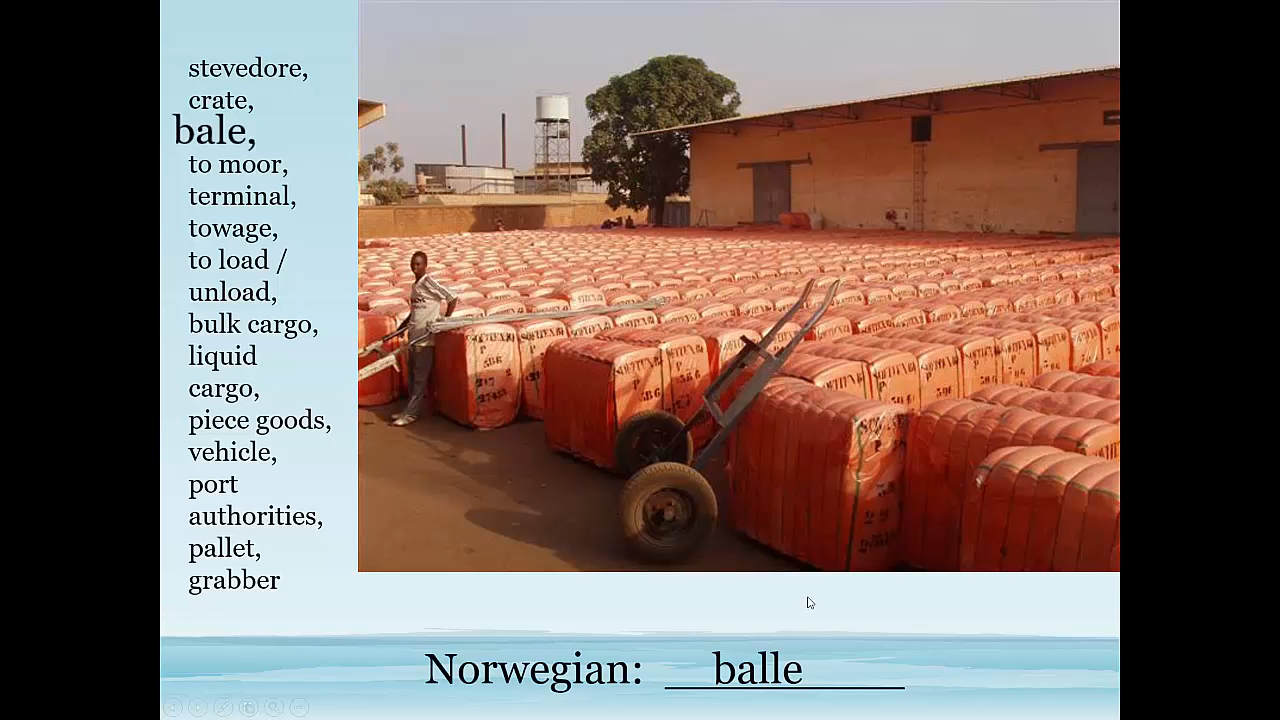 stevedore,
crate,
bale,
to moor,
terminal,
towage,
to load /
unload,
bulk cargo,
liquid
cargo,
piece goods,
vehicle,
port
authorities,
pallet,
grabber
Norwegian: balle